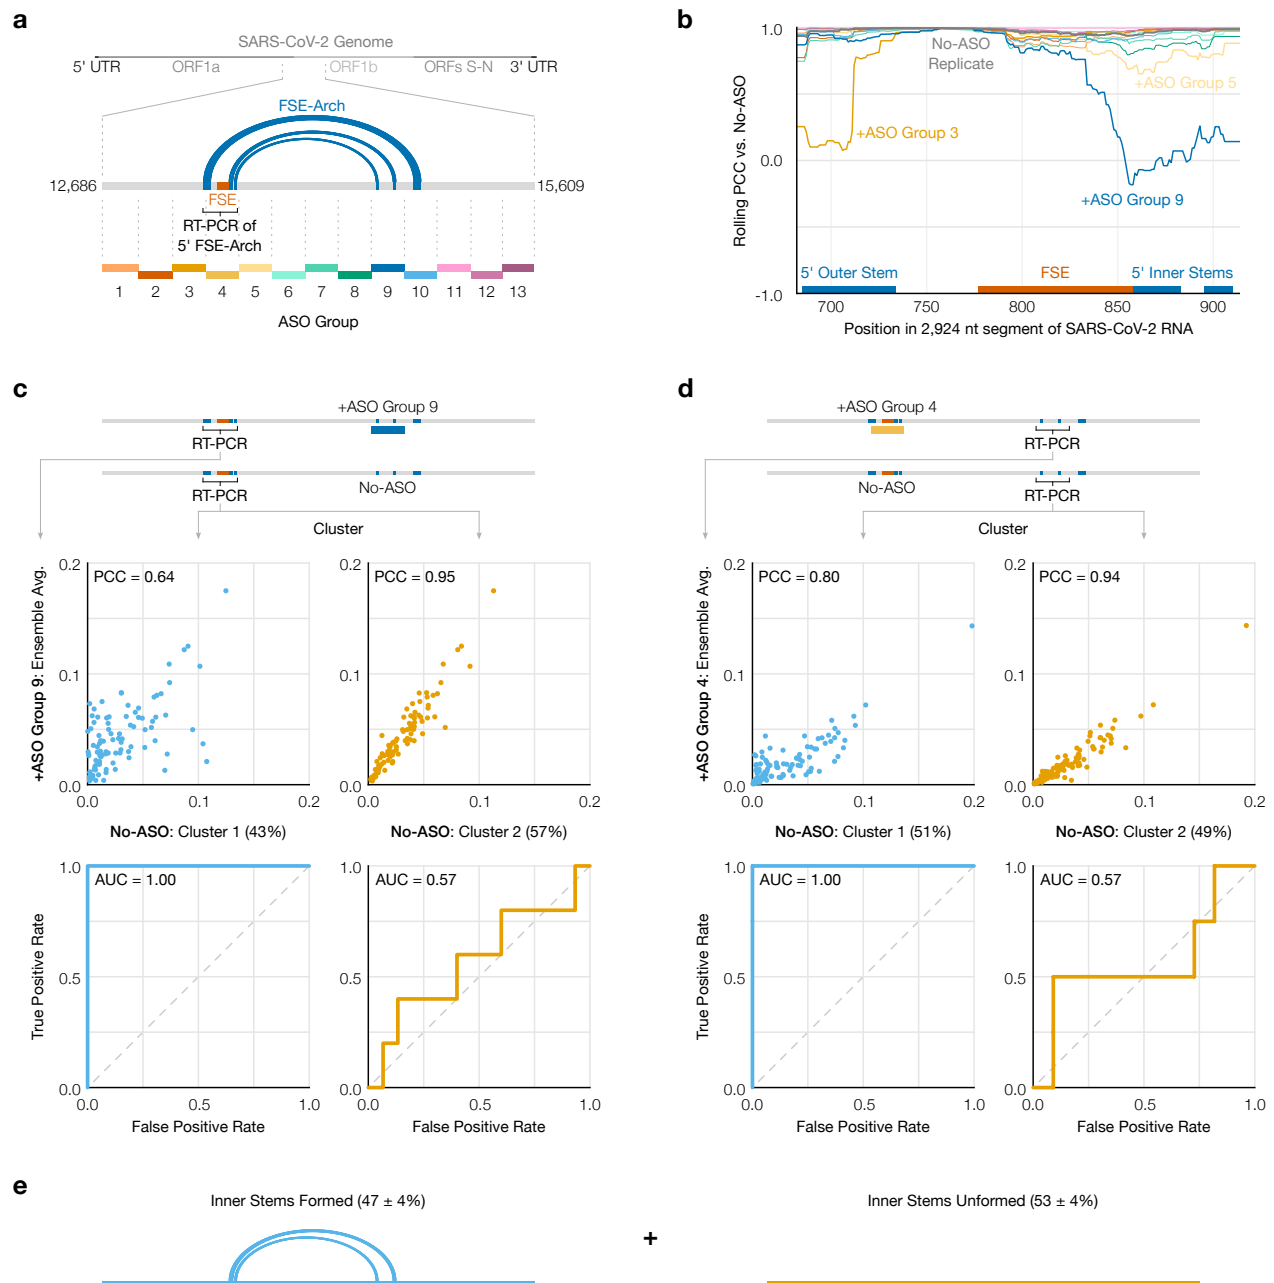 a
SARS-CoV-2 Genome
5' UTR
ORF1a
ORF1b
ORFs S-N
3' UTR
FSE-Arch
12,686
15,609
FSE
RT-PCR of
5' FSE-Arch
1 2 3 4 5 6 7 8 9 10 11 12 13
ASO Group
b
Rolling PCC vs. No-ASO
1.0
0.0
-1.0
No-ASO
Replicate
+ASO Group 5
+ASO Group 3
+ASO Group 9
5' Outer Stem
FSE
5' Inner Stems
700 750 800 850 900
Position in 2,924 nt segment of SARS-CoV-2 RNA
c
+ASO Group 9
RT-PCR
No-ASO
RT-PCR
Cluster
+ASO Group 9: Ensemble Avg.
0.2
0.1
0.0
PCC = 0.64
0.0 0.1 0.2
No-ASO: Cluster 1 (43%)
0.2
0.1
0.0
PCC = 0.95
0.0 0.1 0.2
No-ASO: Cluster 2 (57%)
True Positive Rate
1.0
0.5
0.0
AUC = 1.00
0.0 0.5 1.0
False Positive Rate
1.0
0.5
0.0
AUC = 0.57
0.0 0.5 1.0
False Positive Rate
d
+ASO Group 4
RT-PCR
No-ASO
RT-PCR
Cluster
+ASO Group 4: Ensemble Avg.
0.2
0.1
0.0
PCC = 0.80
0.0 0.1 0.2
No-ASO: Cluster 1 (51%)
0.2
0.1
0.0
PCC = 0.94
0.0 0.1 0.2
No-ASO: Cluster 2 (49%)
True Positive Rate
1.0
0.5
0.0
AUC = 1.00
0.0 0.5 1.0
False Positive Rate
1.0
0.5
0.0
AUC = 0.57
0.0 0.5 1.0
False Positive Rate
e
Inner Stems Formed (47 ± 4%)
+
Inner Stems Unformed (53 ± 4%)